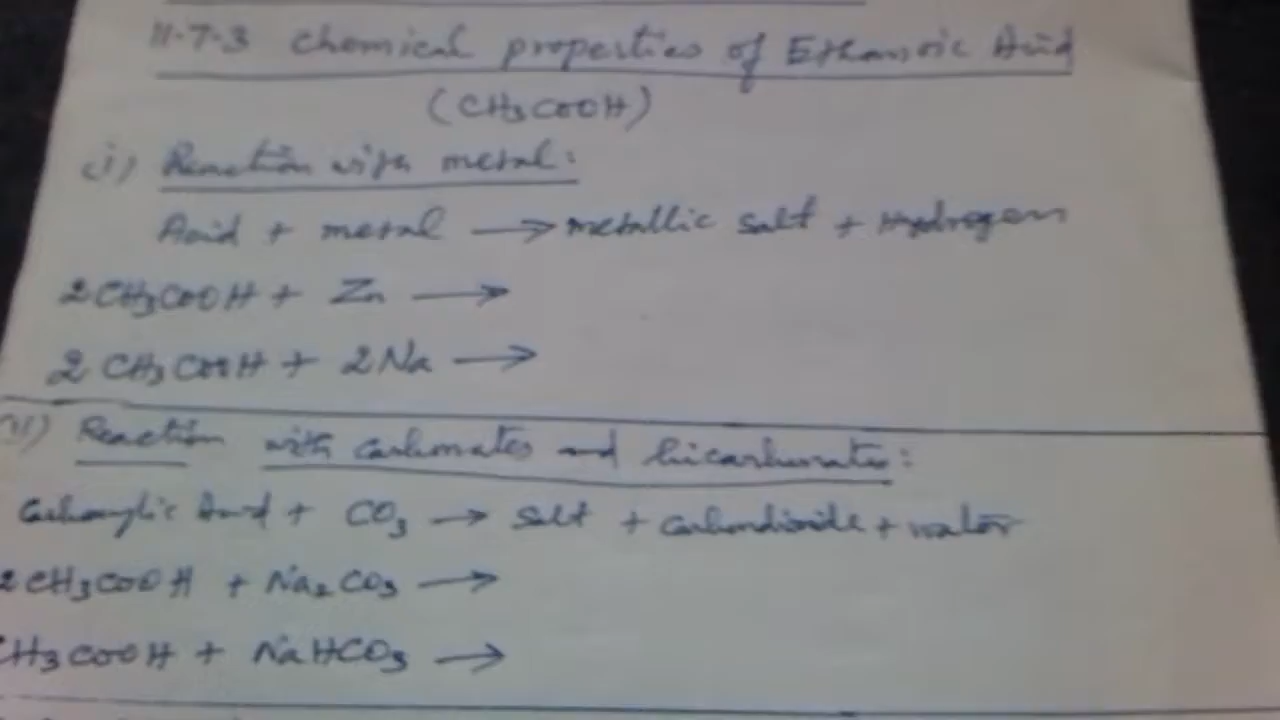 11.7.3 Chemical properties of Ethanoic Acid
(CH3COOH)
(i) Reaction with metal:
Acid + metal → metallic salt + Hydrogen
2CH3COOH + Zn →
2CH3COOH + 2Na →
(ii) Reaction with Carbonates and bicarbonates:
Carboxylic Acid + CO3 → Salt + Carbondioxide + water
2CH3COOH + Na2CO3 →
CH3COOH + NaHCO3 →